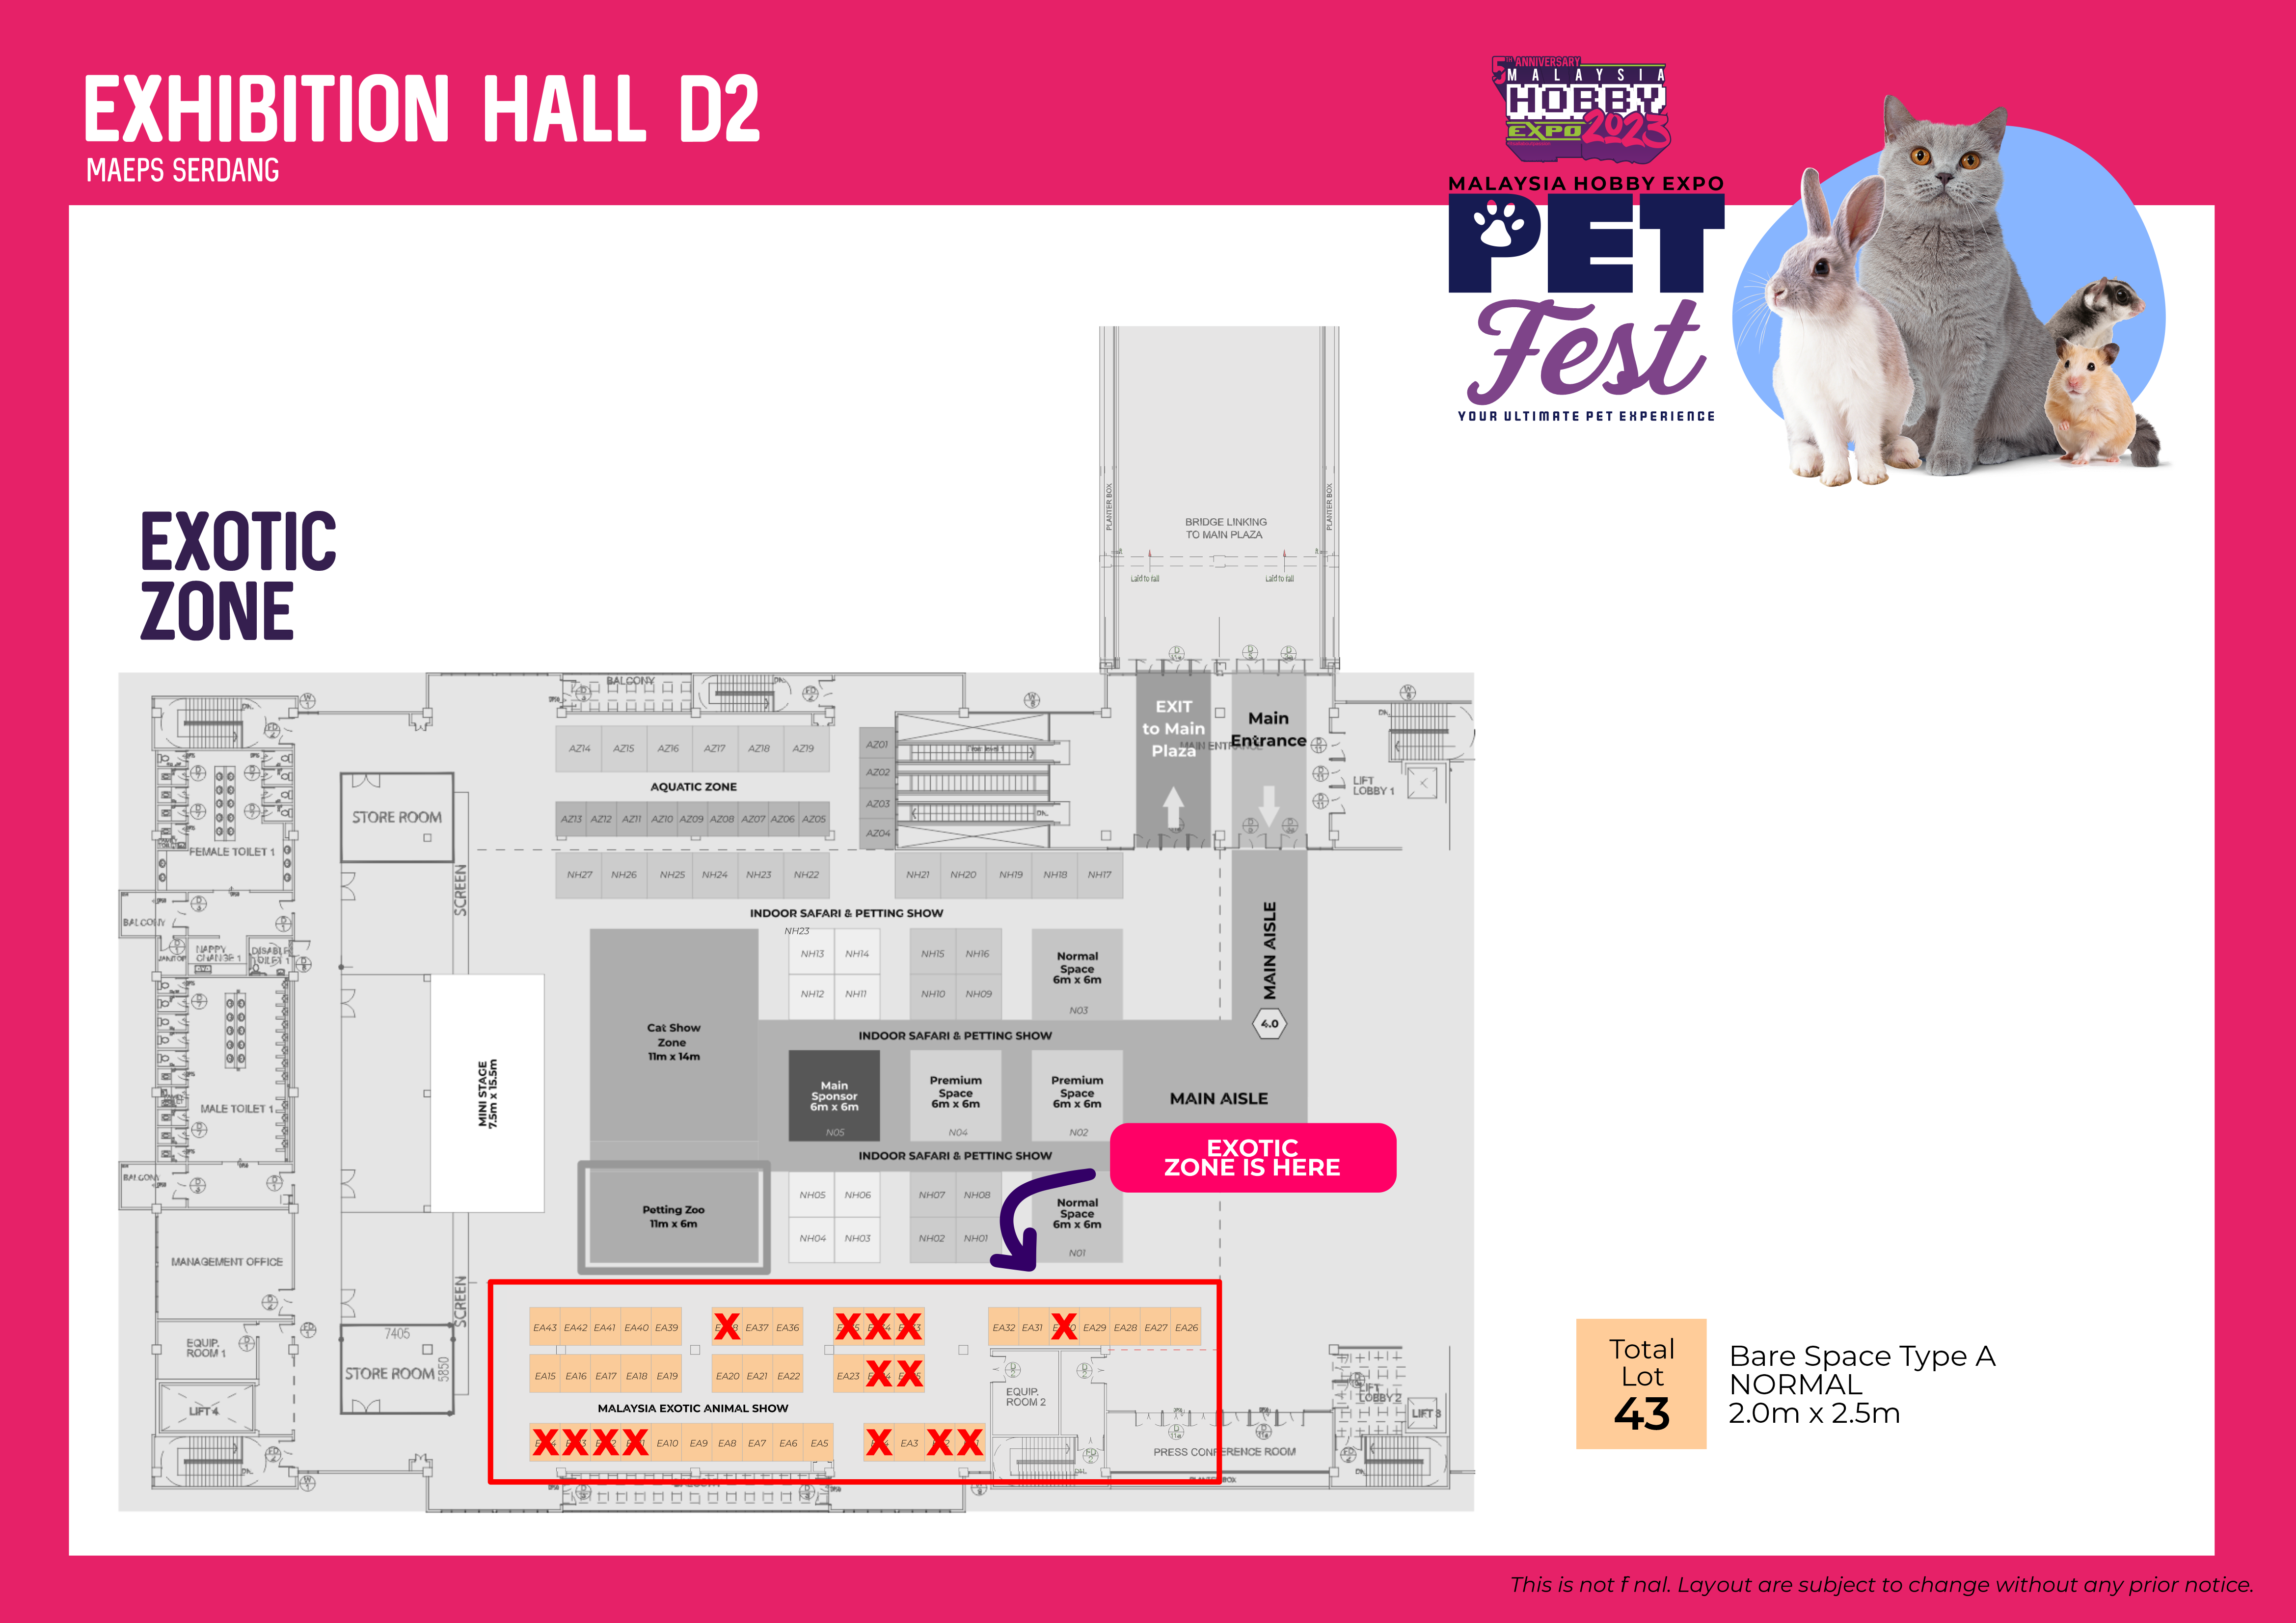 EXHIBITION HALL D2
MAEPS SERDANG
5TH ANNIVERSARY
MALAYSIA
HOBBY
EXPO 2023
MALAYSIA HOBBY EXPO
PET
Fest
YOUR ULTIMATE PET EXPERIENCE
EXOTIC
ZONE
PLANTER BOX
PLANTER BOX
BRIDGE LINKING
TO MAIN PLAZA
Laid to fall
Laid to fall
BALCONY
EXIT
to Main
Plaza
Main
Entrance
MAIN ENTRANCE
LIFT
LOBBY 1
AZ14 AZ15 AZ16 AZ17 AZ18 AZ19
AZ01
AZ02
AZ03
AZ04
AQUATIC ZONE
AZ13 AZ12 AZ11 AZ10 AZ09 AZ08 AZ07 AZ06 AZ05
STORE ROOM
FEMALE TOILET 1
SCREEN
NH27 NH26 NH25 NH24 NH23 NH22
NH21 NH20 NH19 NH18 NH17
INDOOR SAFARI & PETTING SHOW
BALCONY
NAPPY
CHANGE 1
DISABLE
TOILET 1
JANITOR
NH23
NH13 NH14
NH15 NH16
NH12 NH11
NH10 NH09
Normal
Space
6m x 6m
N03
MAIN AISLE
4.0
Cat Show
Zone
11m x 14m
INDOOR SAFARI & PETTING SHOW
MINI STAGE
7.5m x 15.5m
MALE TOILET 1
Main
Sponsor
6m x 6m
N05
Premium
Space
6m x 6m
N04
Premium
Space
6m x 6m
N02
MAIN AISLE
INDOOR SAFARI & PETTING SHOW
EXOTIC
ZONE IS HERE
BALCONY
Petting Zoo
11m x 6m
NH05 NH06
NH07 NH08
NH04 NH03
NH02 NH01
Normal
Space
6m x 6m
N01
MANAGEMENT OFFICE
SCREEN
EQUIP.
ROOM 1
7405
STORE ROOM
5850
LIFT 4
EA43 EA42 EA41 EA40 EA39
EA37 EA36
EA32 EA31
EA29 EA28 EA27 EA26
EA15 EA16 EA17 EA18 EA19
EA20 EA21 EA22
EA23
MALAYSIA EXOTIC ANIMAL SHOW
EA10 EA9 EA8 EA7 EA6 EA5
EA3
EQUIP.
ROOM 2
PRESS CONFERENCE ROOM
PLANTER BOX
LIFT
LOBBY 2
LIFT 3
Total
Lot
43
Bare Space Type A
NORMAL
2.0m x 2.5m
This is not f nal. Layout are subject to change without any prior notice.